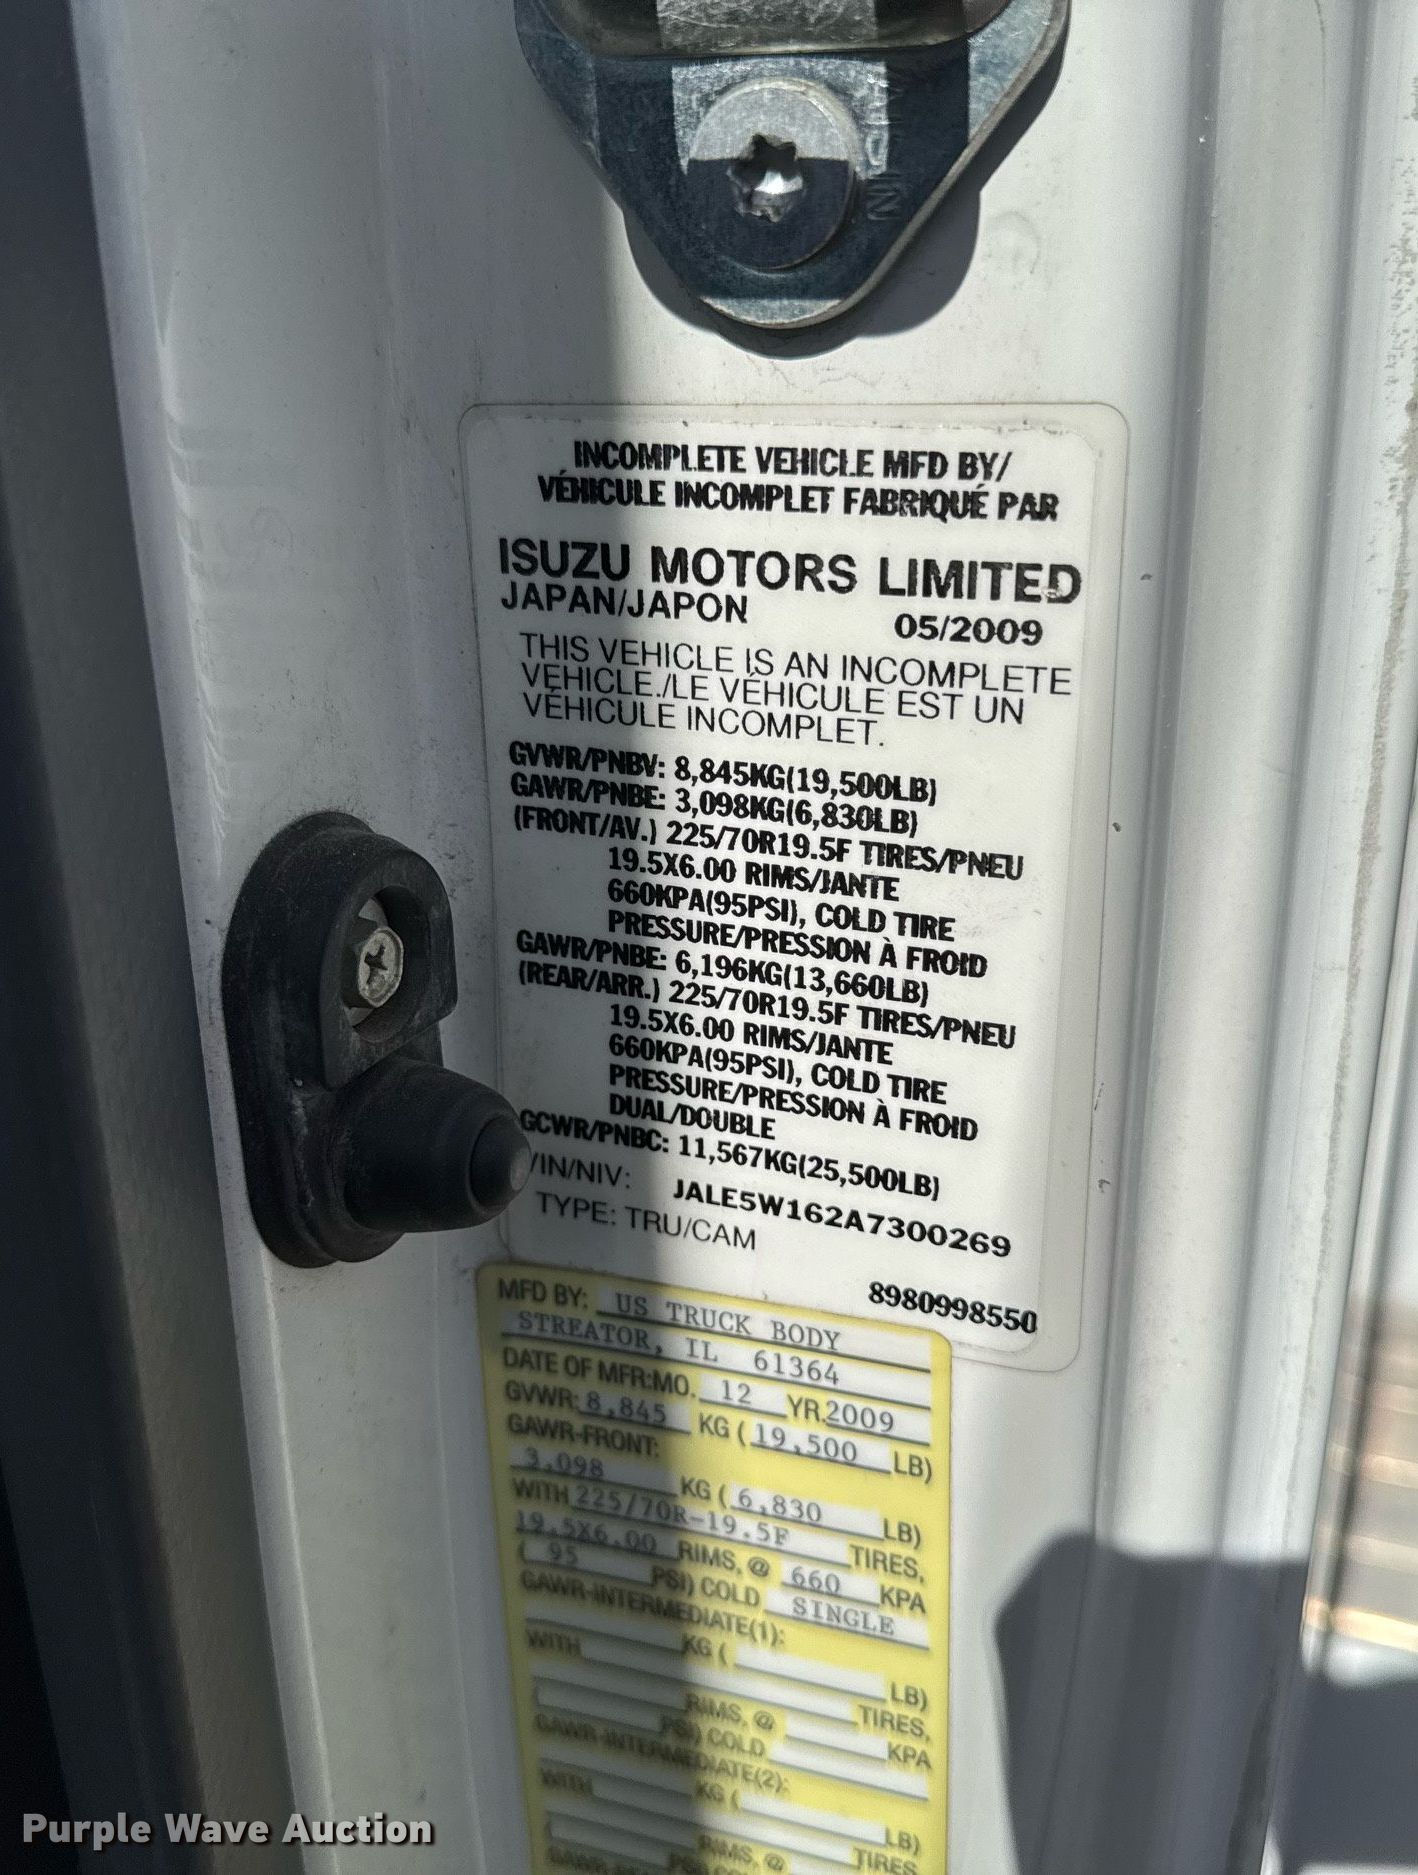 INCOMPLETE VEHICLE MFD BY/
VÉHICULE INCOMPLET FABRIQUÉ PAR
ISUZU MOTORS LIMITED
JAPAN/JAPON 05/2009
THIS VEHICLE IS AN INCOMPLETE
VEHICLE./LE VÉHICULE EST UN
VÉHICULE INCOMPLET.
GVWR/PNBV: 8,845KG(19,500LB)
GAWR/PNBE: 3,098KG(6,830LB)
(FRONT/AV.) 225/70R19.5F TIRES/PNEU
19.5X6.00 RIMS/JANTE
660KPA(95PSI), COLD TIRE
PRESSURE/PRESSION À FROID
GAWR/PNBE: 6,196KG(13,660LB)
(REAR/ARR.) 225/70R19.5F TIRES/PNEU
19.5X6.00 RIMS/JANTE
660KPA(95PSI), COLD TIRE
PRESSURE/PRESSION À FROID
DUAL/DOUBLE
GCWR/PNBC: 11,567KG(25,500LB)
VIN/NIV: JALE5W162A7300269
TYPE: TRU/CAM
8980998550
MFD BY: US TRUCK BODY
STREATOR, IL 61364
DATE OF MFR:MO. 12 YR.2009
GVWR: 8,845 KG (19,500 LB)
GAWR-FRONT:
3,098 KG (6,830 LB)
WITH 225/70R-19.5F TIRES,
19.5X6.00 RIMS, @ 660 KPA
( 95 PSI) COLD SINGLE
GAWR-INTERMEDIATE(1):
KG ( LB)
WITH TIRES,
RIMS, @ KPA
( PSI) COLD
GAWR-INTERMEDIATE(2):
KG ( LB)
WITH TIRES,
RIMS, @
Purple Wave Auction